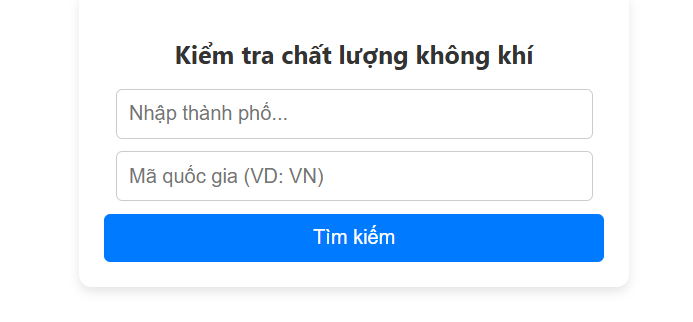 Kiểm tra chất lượng không khí
Nhập thành phố...
Mã quốc gia (VD: VN)
Tìm kiếm